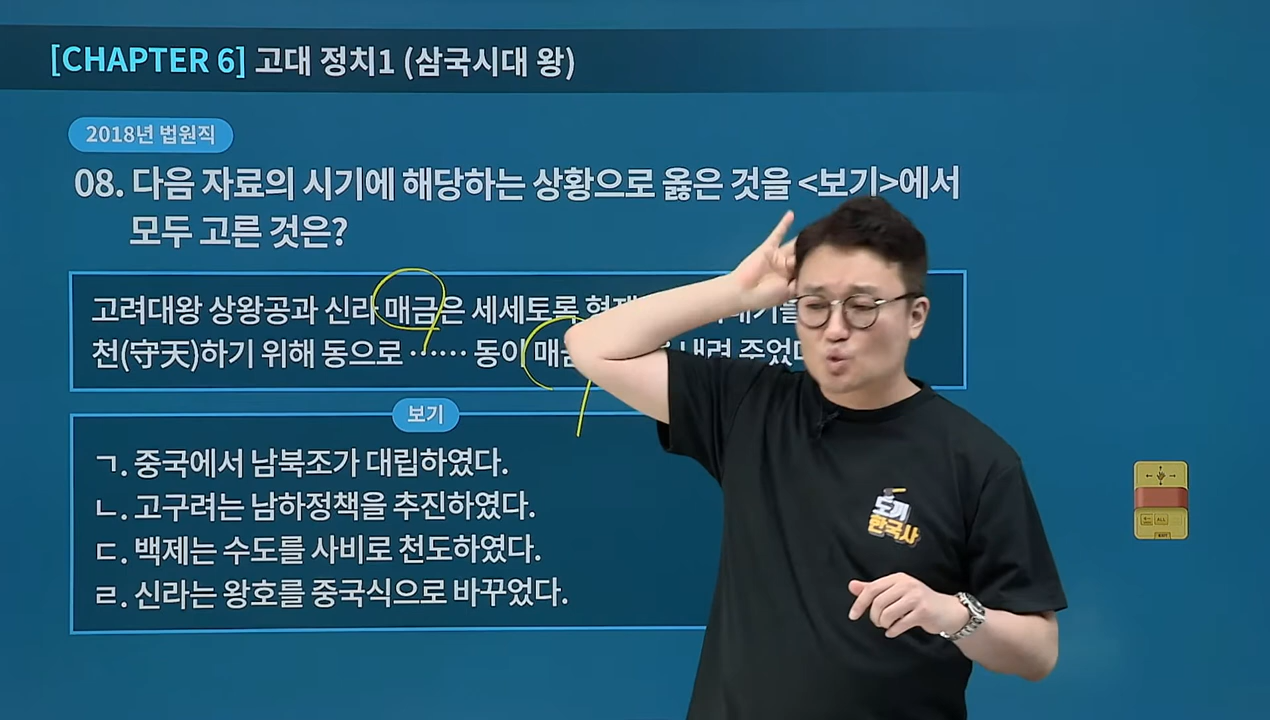 [CHAPTER 6] 고대 정치1 (삼국시대 왕)
2018년 법원직
08. 다음 자료의 시기에 해당하는 상황으로 옳은 것을 <보기>에서
모두 고른 것은?
고려대왕 상왕공과 신라 매금은 세세토록
천(守天)하기 위해 동으로 …… 동이 내려 주었
보기
ㄱ. 중국에서 남북조가 대립하였다.
ㄴ. 고구려는 남하정책을 추진하였다.
ㄷ. 백제는 수도를 사비로 천도하였다.
ㄹ. 신라는 왕호를 중국식으로 바꾸었다.
도끼
한국사